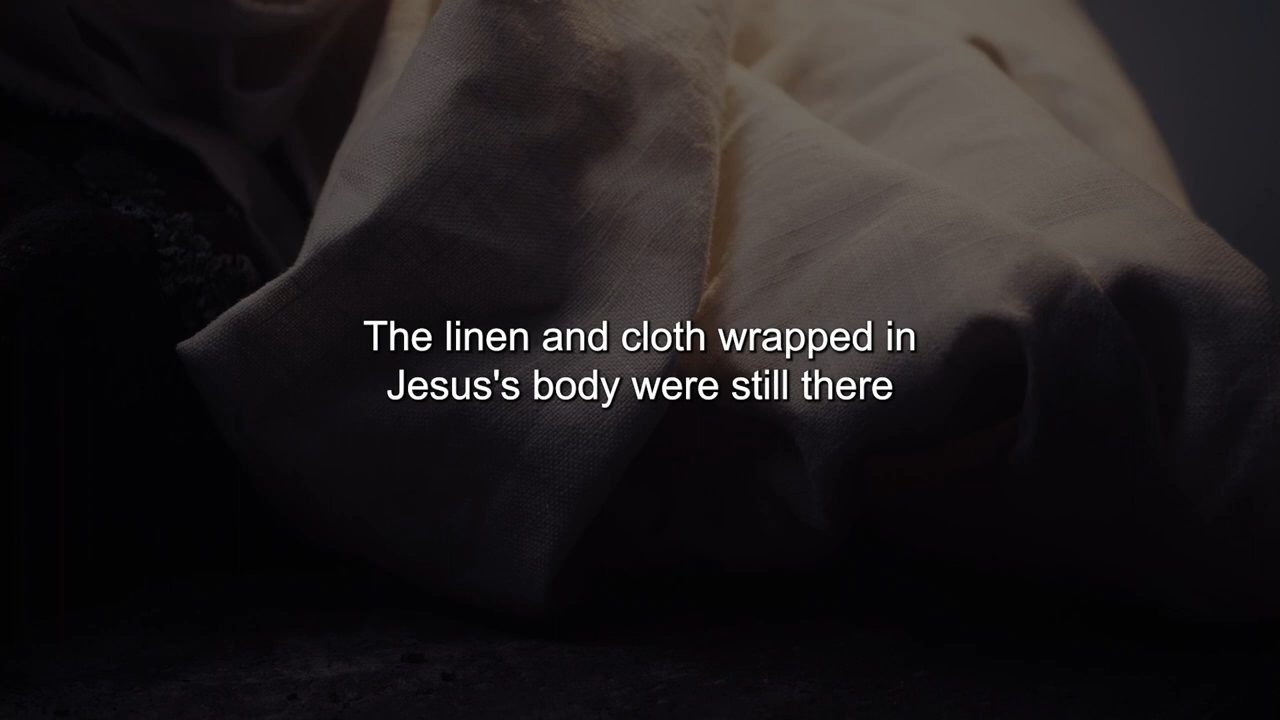 The linen and cloth wrapped in
Jesus's body were still there